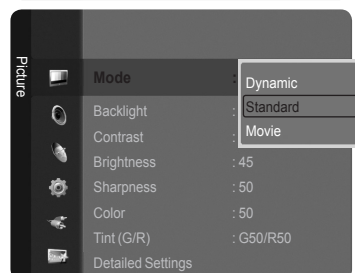 Picture
Mode :
Dynamic
Standard
Movie
Backlight :
Contrast :
Brightness : 45
Sharpness : 50
Color : 50
Tint (G/R) : G50/R50
Detailed Settings